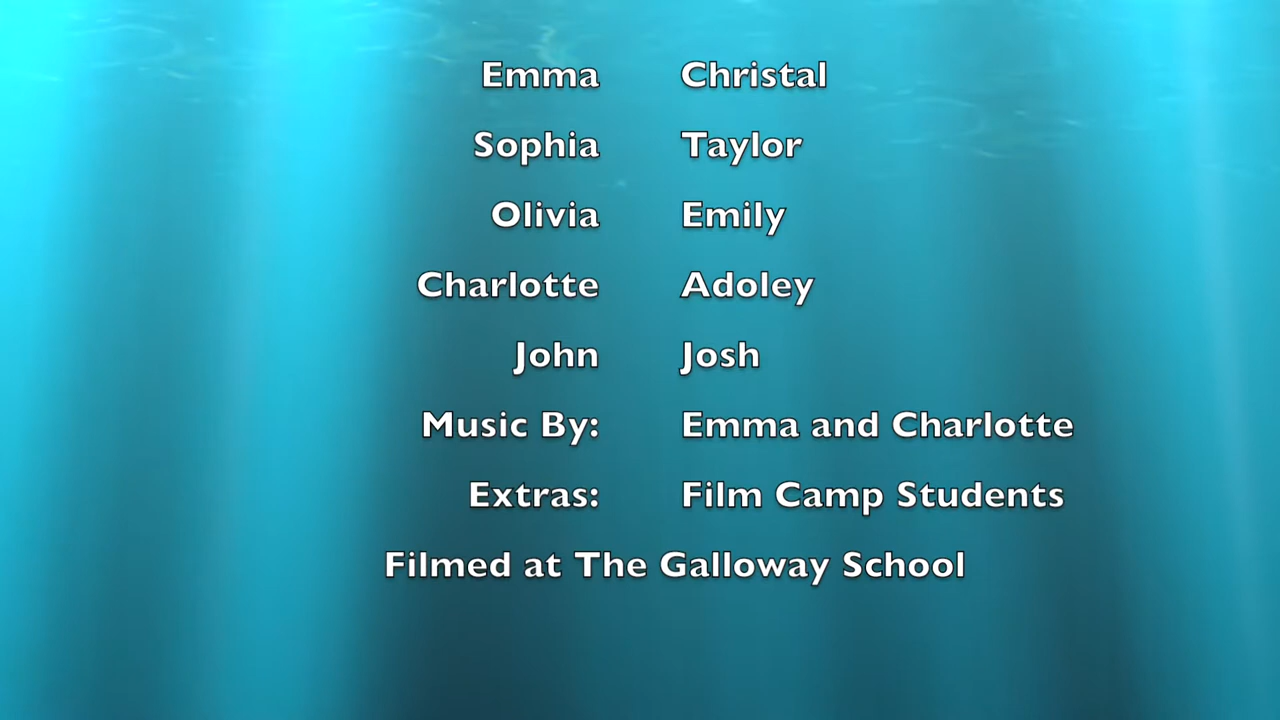 Emma Christal
Sophia Taylor
Olivia Emily
Charlotte Adoley
John Josh
Music By: Emma and Charlotte
Extras: Film Camp Students
Filmed at The Galloway School